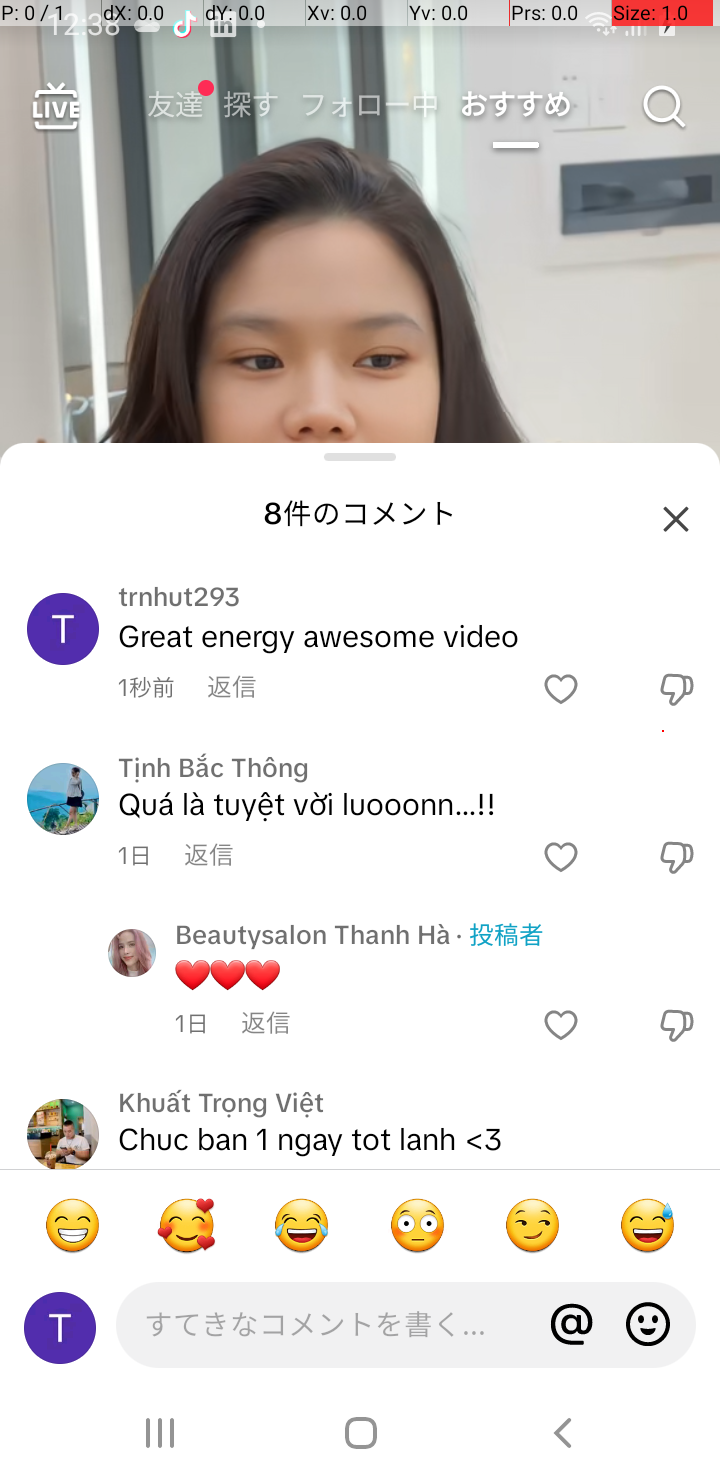 P: 0 / 1 dX: 0.0 dY: 0.0 Xv: 0.0 Yv: 0.0 Prs: 0.0 Size: 1.0
12:38
LIVE 友達 探す フォロー中 おすすめ
8件のコメント
T
trnhut293
Great energy awesome video
1秒前 返信
Tịnh Bắc Thông
Quá là tuyệt vời luooonn...!!
1日 返信
Beautysalon Thanh Hà · 投稿者
❤️❤️❤️
1日 返信
Khuất Trọng Việt
Chuc ban 1 ngay tot lanh <3
T
すてきなコメントを書く...
@